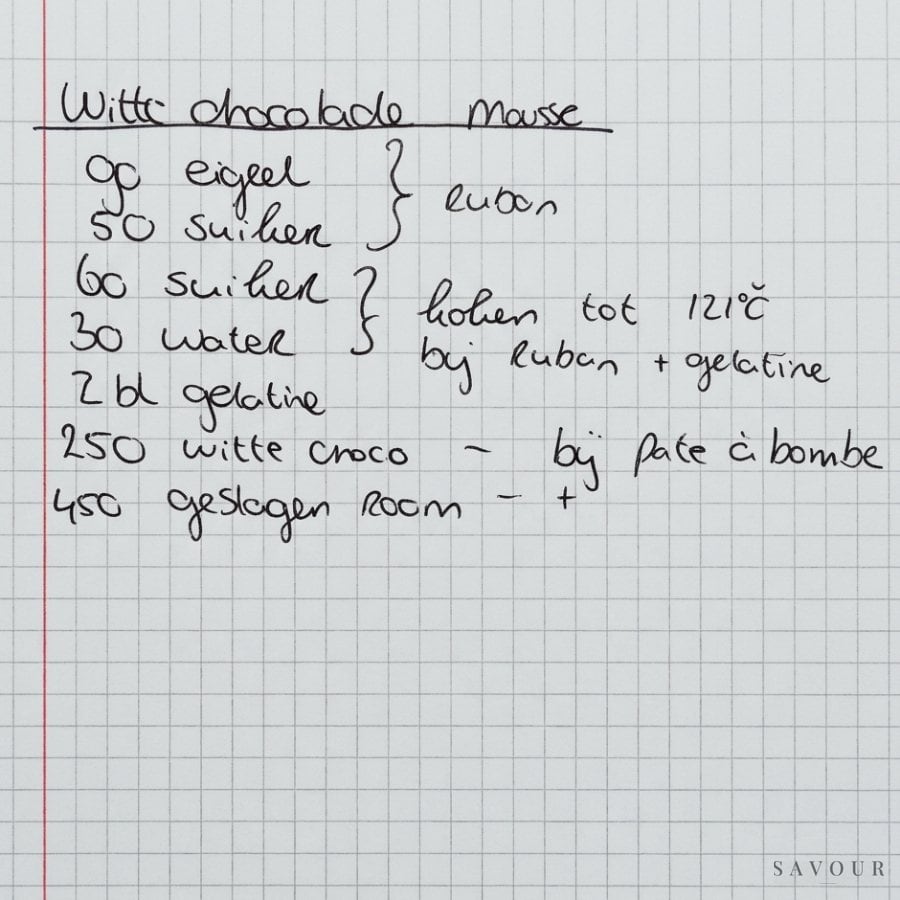 Witte chocolade mousse
90 eigeel } Ruban
50 suiker
60 suiker } koken tot 121°C
30 water bij Ruban + gelatine
2 bl gelatine
250 witte choco - bij pate à bombe
450 geslagen room - +
SAVOUR